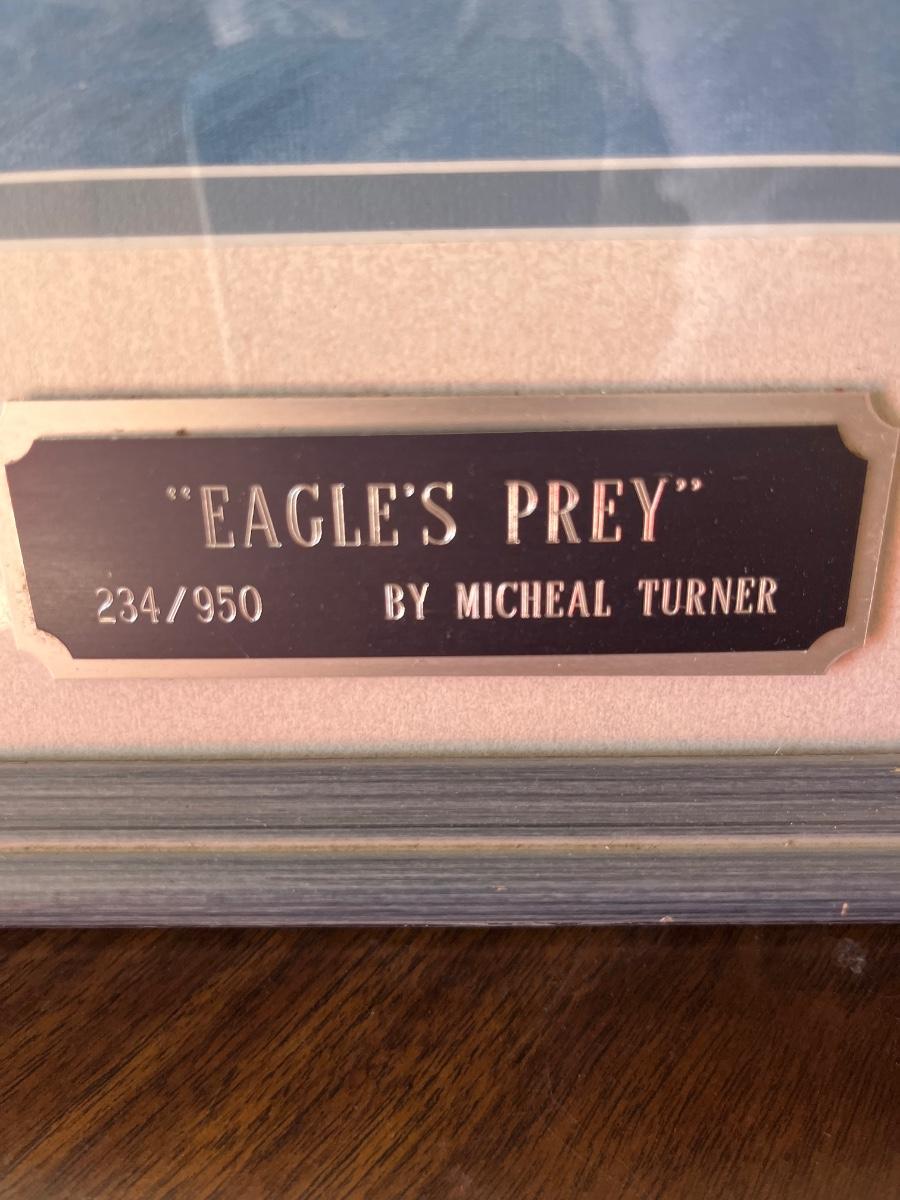 “EAGLE’S PREY”
234/950 BY MICHEAL TURNER